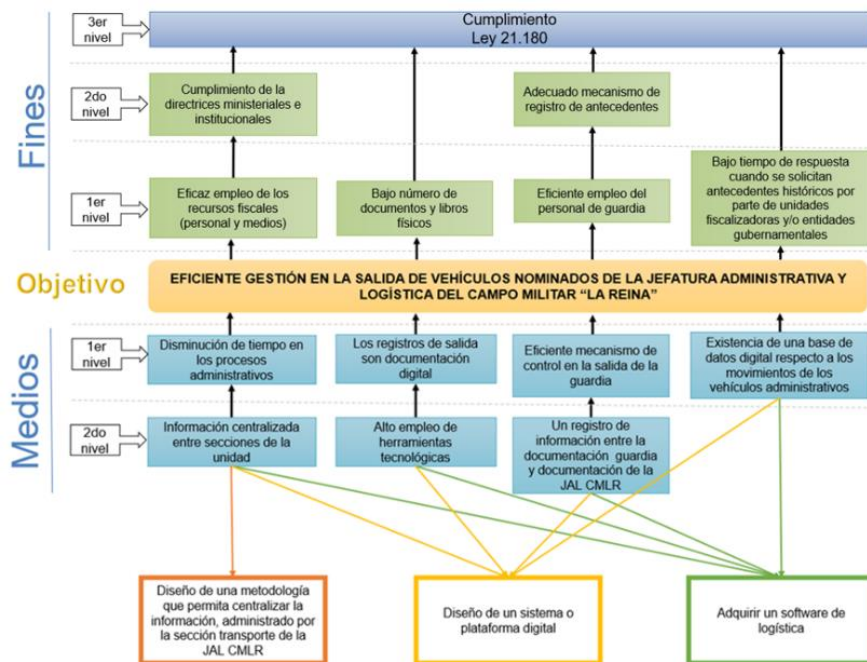 3er
nivel
Cumplimiento
Ley 21.180
Fines
2do
nivel
Cumplimiento de la
directrices ministeriales e
institucionales
Adecuado mecanismo de
registro de antecedentes
1er
nivel
Eficaz empleo de los
recursos fiscales
(personal y medios)
Bajo número de
documentos y libros
físicos
Eficiente empleo del
personal de guardia
Bajo tiempo de respuesta
cuando se solicitan
antecedentes históricos por
parte de unidades
fiscalizadoras y/o entidades
gubernamentales
Objetivo
EFICIENTE GESTIÓN EN LA SALIDA DE VEHÍCULOS NOMINADOS DE LA JEFATURA ADMINISTRATIVA Y
LOGÍSTICA DEL CAMPO MILITAR “LA REINA”
Medios
1er
nivel
Disminución de tiempo en
los procesos
administrativos
Los registros de salida
son documentación
digital
Eficiente mecanismo de
control en la salida de la
guardia
Existencia de una base de
datos digital respecto a los
movimientos de los
vehículos administrativos
2do
nivel
Información centralizada
entre secciones de la
unidad
Alto empleo de
herramientas
tecnológicas
Un registro de
información entre la
documentación guardia
y documentación de la
JAL CMLR
Diseño de una metodología
que permita centralizar la
información, administrado por
la sección transporte de la
JAL CMLR
Diseño de un sistema o
plataforma digital
Adquirir un software de
logística